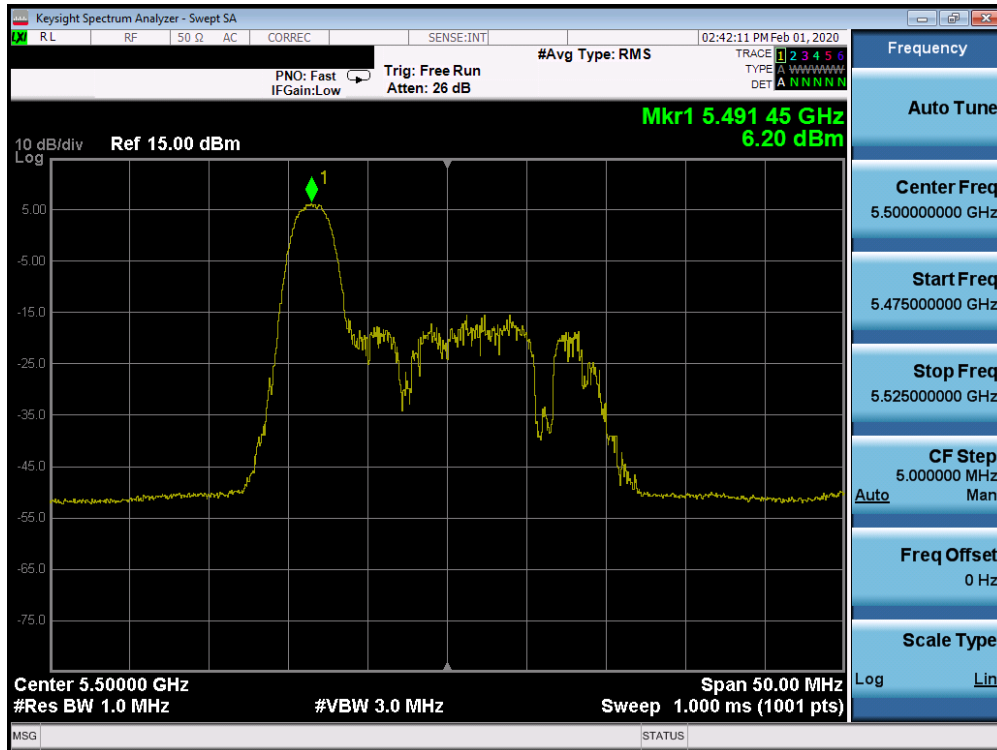 Keysight Spectrum Analyzer - Swept SA
LXI RL RF 50 Ω AC CORREC SENSE:INT 02:42:11 PM Feb 01, 2020
#Avg Type: RMS
TRACE 1 2 3 4 5 6
TYPE A WWWWW
DET A N N N N N
PNO: Fast
IFGain:Low
Trig: Free Run
Atten: 26 dB
Mkr1 5.491 45 GHz
6.20 dBm
10 dB/div
Log
Ref 15.00 dBm
1
5.00
-5.00
-15.0
-25.0
-35.0
-45.0
-55.0
-65.0
-75.0
Center 5.50000 GHz
Span 50.00 MHz
#Res BW 1.0 MHz
#VBW 3.0 MHz
Sweep 1.000 ms (1001 pts)
MSG
STATUS
Frequency
Auto Tune
Center Freq
5.500000000 GHz
Start Freq
5.475000000 GHz
Stop Freq
5.525000000 GHz
CF Step
5.000000 MHz
Auto Man
Freq Offset
0 Hz
Scale Type
Log Lin